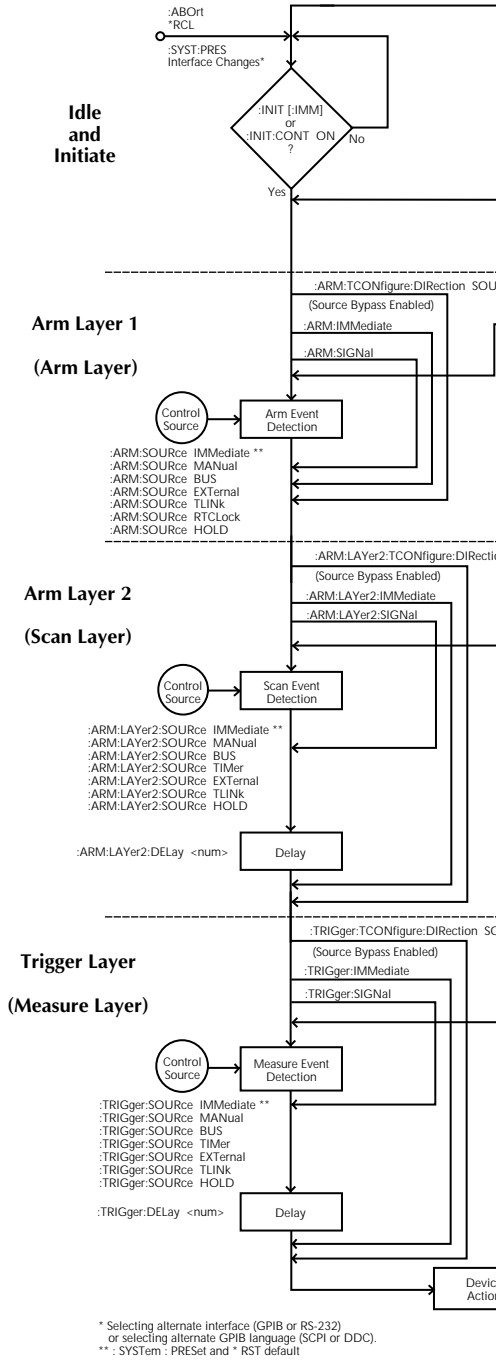 :ABOrt
*RCL
:SYST:PRES
Interface Changes*
Idle
and
Initiate
:INIT [:IMM]
or
:INIT:CONT ON
?
No
Yes
:ARM:TCONfigure:DIRection SOU
(Source Bypass Enabled)
Arm Layer 1
(Arm Layer)
:ARM:IMMediate
:ARM:SIGNal
Control
Source
Arm Event
Detection
:ARM:SOURce IMMediate **
:ARM:SOURce MANual
:ARM:SOURce BUS
:ARM:SOURce EXTernal
:ARM:SOURce TLINk
:ARM:SOURce RTCLock
:ARM:SOURce HOLD
:ARM:LAYer2:TCONfigure:DIRectio
(Source Bypass Enabled)
Arm Layer 2
(Scan Layer)
:ARM:LAYer2:IMMediate
:ARM:LAYer2:SIGNal
Control
Source
Scan Event
Detection
:ARM:LAYer2:SOURce IMMediate **
:ARM:LAYer2:SOURce MANual
:ARM:LAYer2:SOURce BUS
:ARM:LAYer2:SOURce TIMer
:ARM:LAYer2:SOURce EXTernal
:ARM:LAYer2:SOURce TLINk
:ARM:LAYer2:SOURce HOLD
:ARM:LAYer2:DELay <num>
Delay
:TRIGger:TCONfigure:DIRection SO
(Source Bypass Enabled)
Trigger Layer
(Measure Layer)
:TRIGger:IMMediate
:TRIGger:SIGNal
Control
Source
Measure Event
Detection
:TRIGger:SOURce IMMediate **
:TRIGger:SOURce MANual
:TRIGger:SOURce BUS
:TRIGger:SOURce TIMer
:TRIGger:SOURce EXTernal
:TRIGger:SOURce TLINk
:TRIGger:SOURce HOLD
:TRIGger:DELay <num>
Delay
Devic
Action
* Selecting alternate interface (GPIB or RS-232)
or selecting alternate GPIB language (SCPI or DDC).
** : SYSTem : PRESet and * RST default